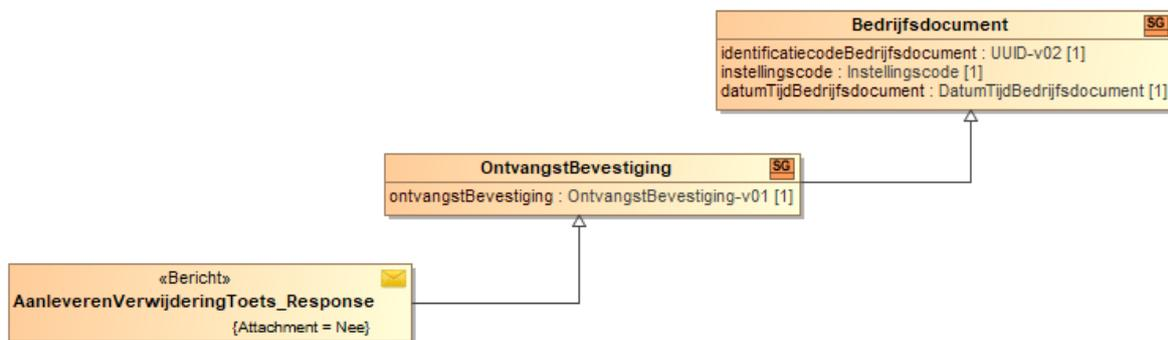 Bedrijfsdocument SG
identificatiecodeBedrijfsdocument : UUID-v02 [1]
instellingscode : Instellingscode [1]
datumTijdBedrijfsdocument : DatumTijdBedrijfsdocument [1]
OntvangstBevestiging SG
ontvangstBevestiging : OntvangstBevestiging-v01 [1]
«Bericht»
AanleverenVerwijderingToets_Response
{Attachment = Nee}